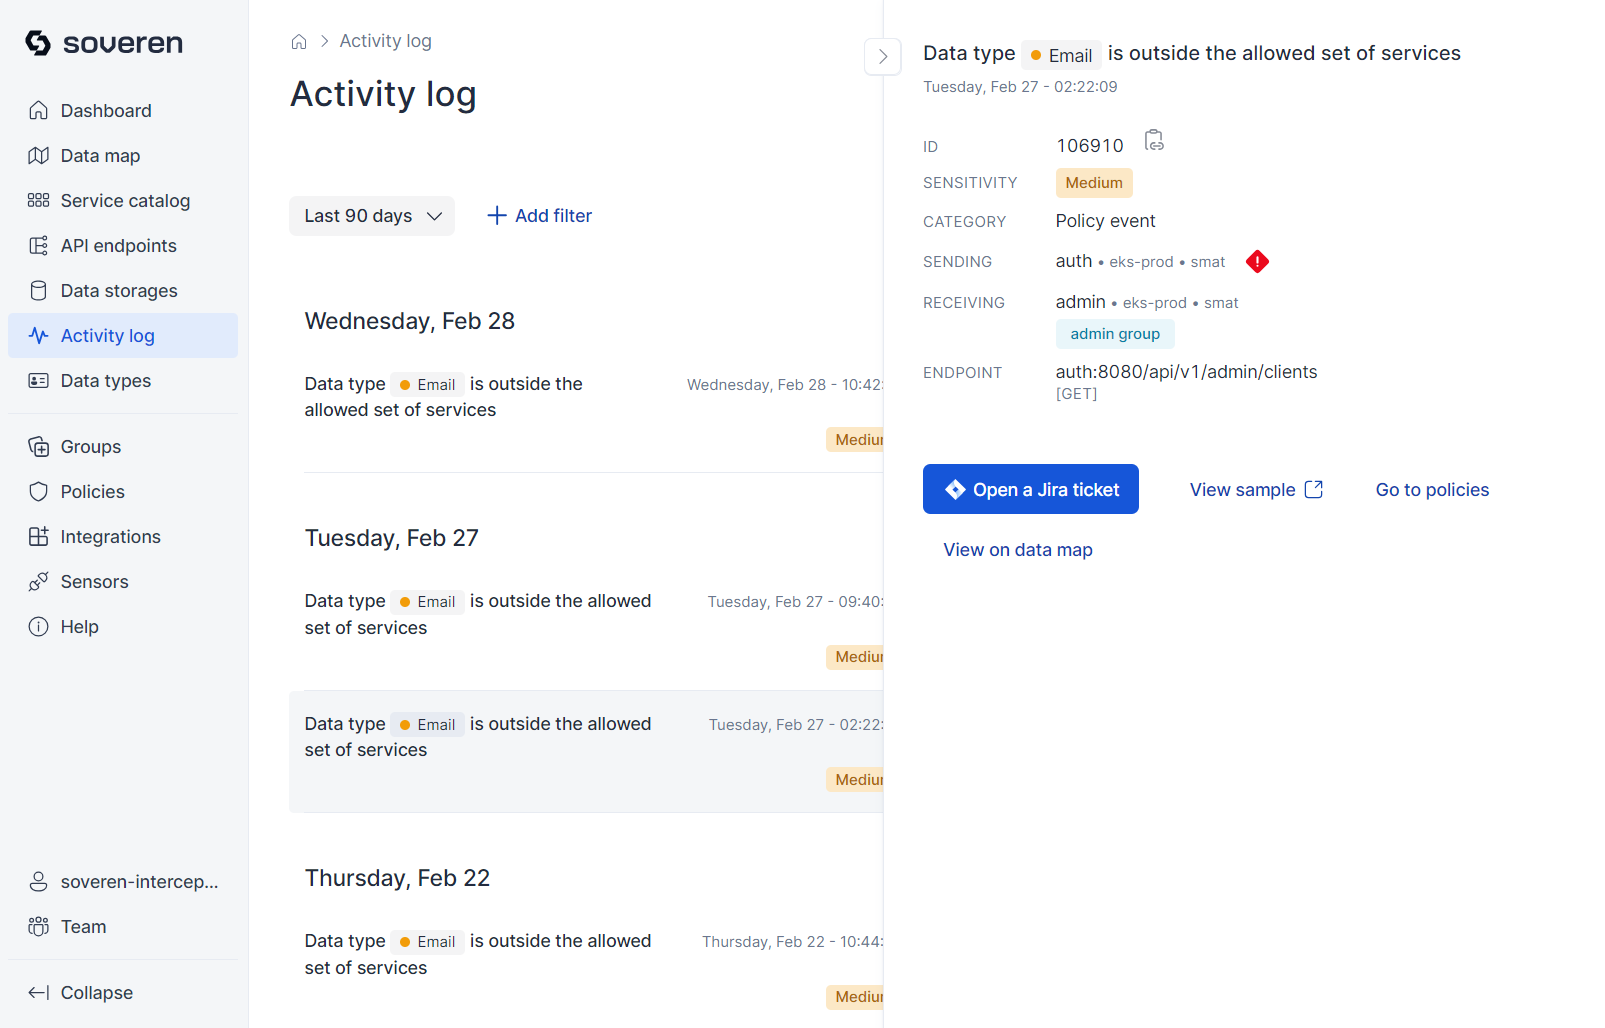 soveren
Dashboard
Data map
Service catalog
API endpoints
Data storages
Activity log
Data types
Groups
Policies
Integrations
Sensors
Help
soveren-intercep...
Team
Collapse
Activity log
Activity log
Last 90 days
Add filter
Wednesday, Feb 28
Data type Email is outside the
allowed set of services
Wednesday, Feb 28 - 10:42:
Tuesday, Feb 27
Data type Email is outside the allowed
set of services
Tuesday, Feb 27 - 09:40:
Data type Email is outside the allowed
set of services
Tuesday, Feb 27 - 02:22:
Thursday, Feb 22
Data type Email is outside the allowed
set of services
Thursday, Feb 22 - 10:44:
Data type Email is outside the allowed set of services
Tuesday, Feb 27 - 02:22:09
ID 106910
SENSITIVITY Medium
CATEGORY Policy event
SENDING auth • eks-prod • smat
RECEIVING admin • eks-prod • smat
admin group
ENDPOINT auth:8080/api/v1/admin/clients
[GET]
Open a Jira ticket
View sample
Go to policies
View on data map